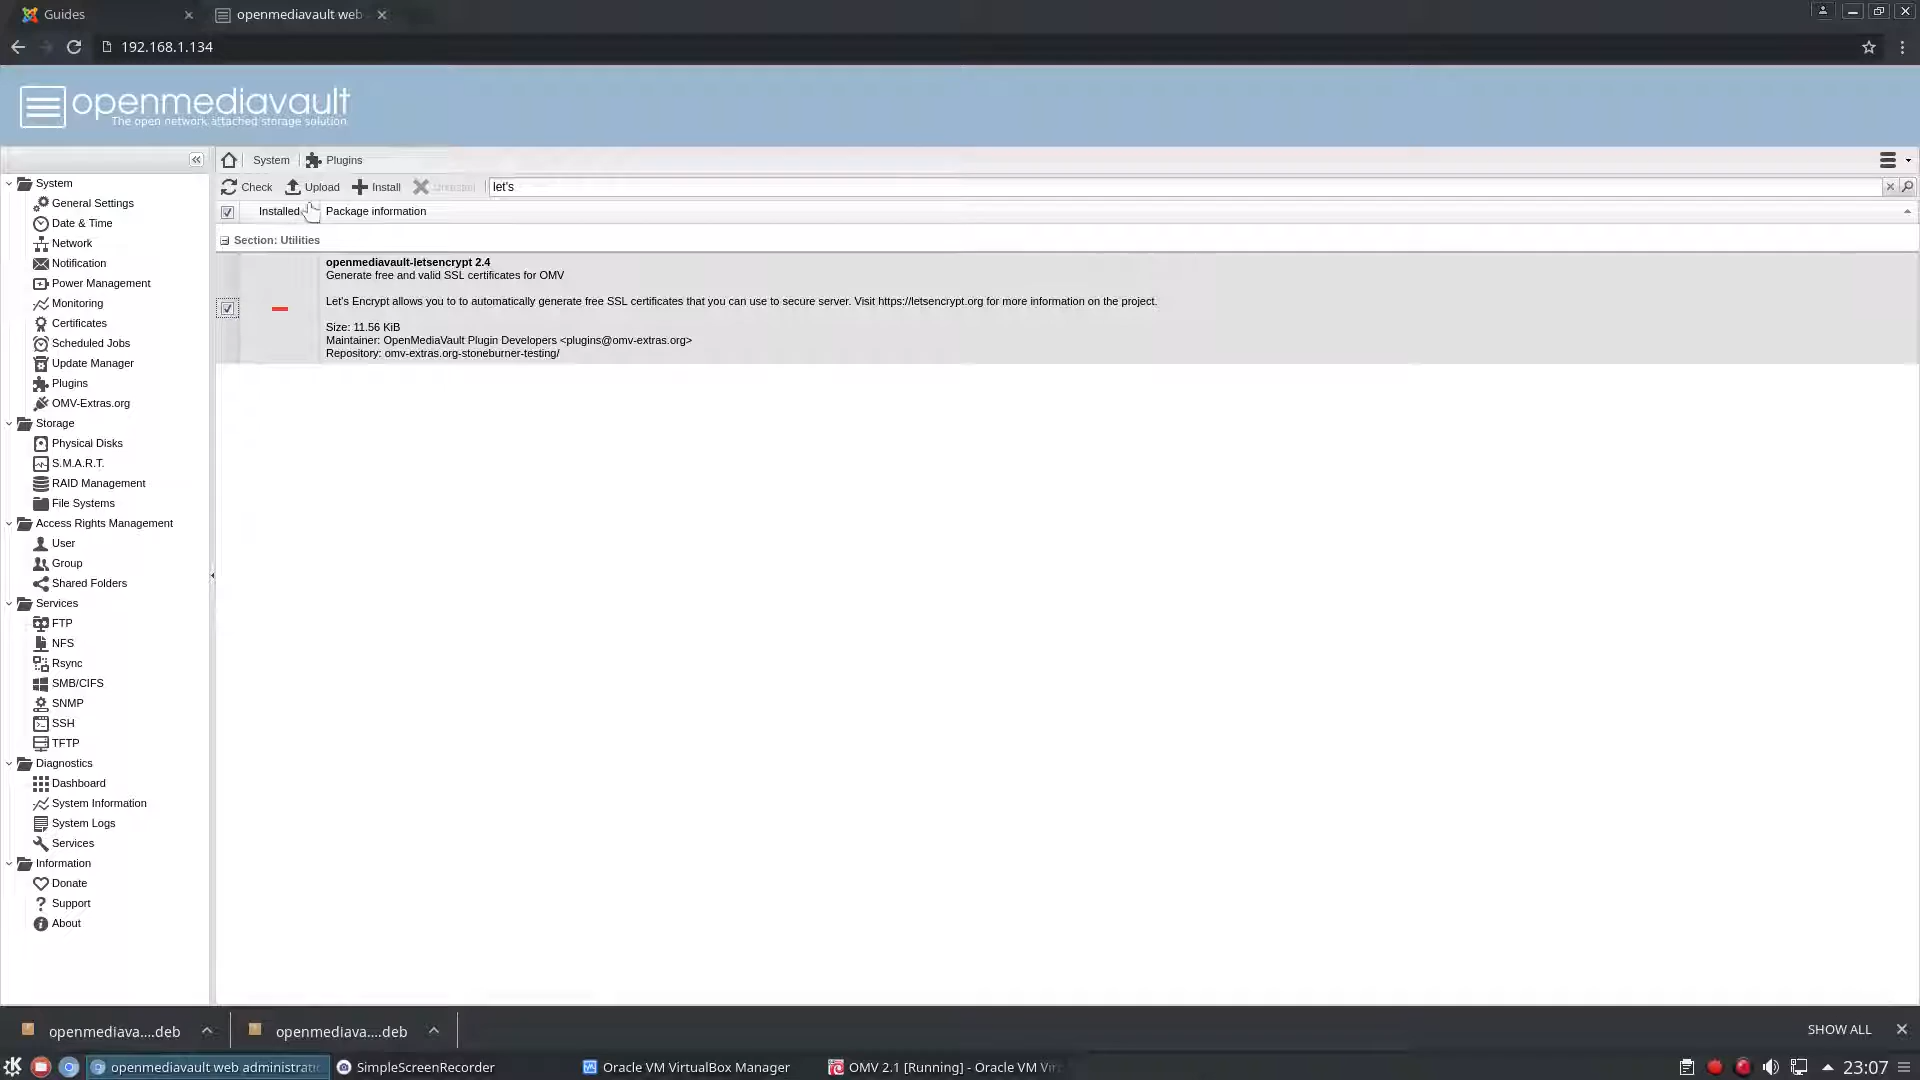 Guides
openmediavault web
192.168.1.134
openmediavault
The open network attached storage solution
System
Plugins
Check
Upload
Install
Uninstall
let's
Installed
Package information
Section: Utilities
openmediavault-letsencrypt 2.4
Generate free and valid SSL certificates for OMV
Let's Encrypt allows you to to automatically generate free SSL certificates that you can use to secure server. Visit https://letsencrypt.org for more information on the project.
Size: 11.56 KiB
Maintainer: OpenMediaVault Plugin Developers <plugins@omv-extras.org>
Repository: omv-extras.org-stoneburner-testing/
System
General Settings
Date & Time
Network
Notification
Power Management
Monitoring
Certificates
Scheduled Jobs
Update Manager
Plugins
OMV-Extras.org
Storage
Physical Disks
S.M.A.R.T.
RAID Management
File Systems
Access Rights Management
User
Group
Shared Folders
Services
FTP
NFS
Rsync
SMB/CIFS
SNMP
SSH
TFTP
Diagnostics
Dashboard
System Information
System Logs
Services
Information
Donate
Support
About
openmediava....deb
openmediava....deb
SHOW ALL
openmediavault web administrati
SimpleScreenRecorder
Oracle VM VirtualBox Manager
OMV 2.1 [Running] - Oracle VM Vir
23:07